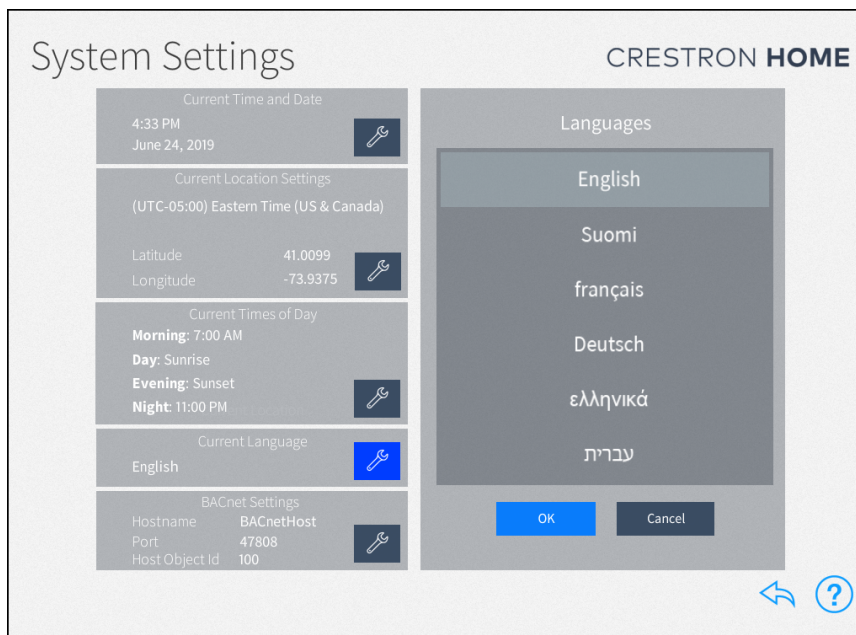 System Settings
CRESTRON HOME
Current Time and Date
4:33 PM
June 24, 2019
Current Location Settings
(UTC-05:00) Eastern Time (US & Canada)
Latitude 41.0099
Longitude -73.9375
Current Times of Day
Morning: 7:00 AM
Day: Sunrise
Evening: Sunset
Night: 11:00 PM
Current Language
English
BACnet Settings
Hostname BACnetHost
Port 47808
Host Object Id 100
Languages
English
Suomi
français
Deutsch
ελληνικά
עברית
OK Cancel
?